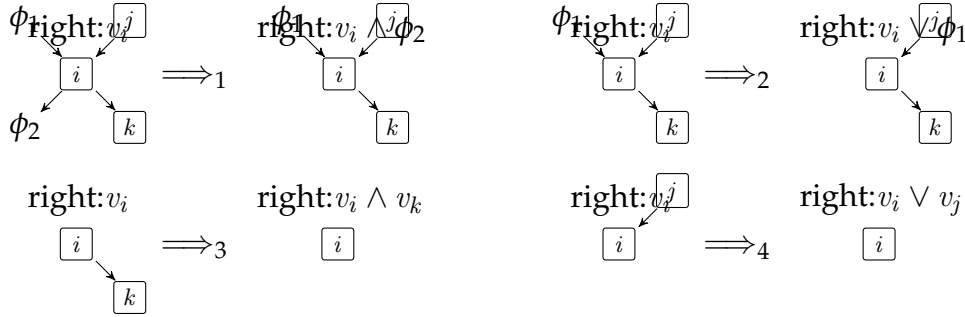 ϕ₁ right:vᵢ j ϕ₁ right:vᵢ ∧ ϕ₂ j ϕ₁ right:vᵢ j right:vᵢ ∨ ϕ₁ j
i ⟹₁ i i ⟹₂ i
ϕ₂ k k k k
right:vᵢ right:vᵢ ∧ vₖ right:vᵢ j right:vᵢ ∨ vⱼ
i ⟹₃ i i ⟹₄ i
k